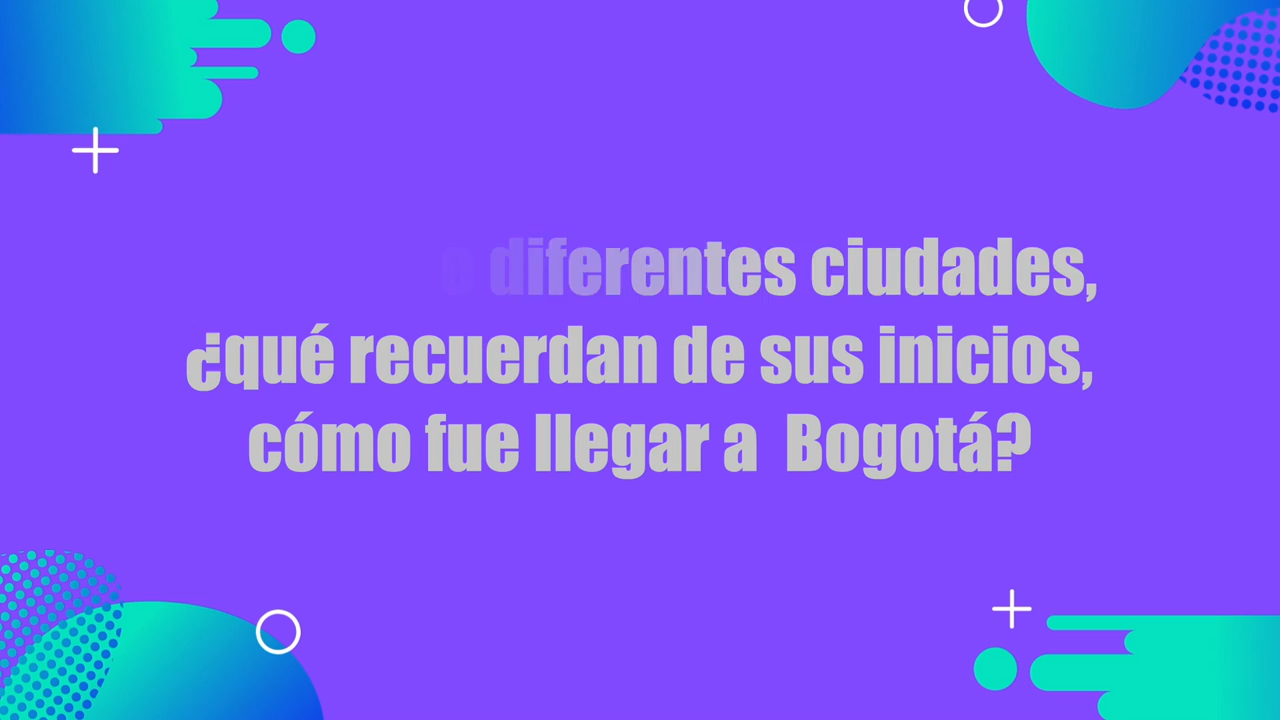 e diferentes ciudades,
¿qué recuerdan de sus inicios,
cómo fue llegar a Bogotá?